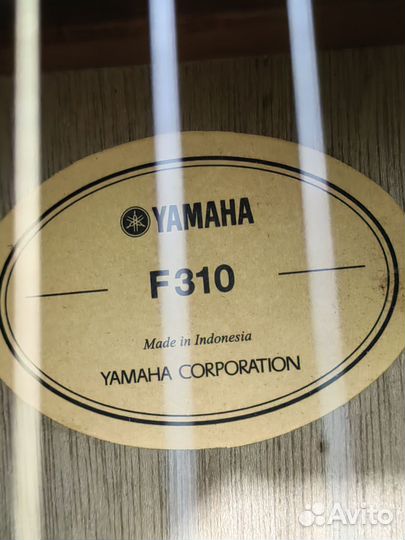 YAMAHA
F310
Made in Indonesia
YAMAHA CORPORATION
Avito